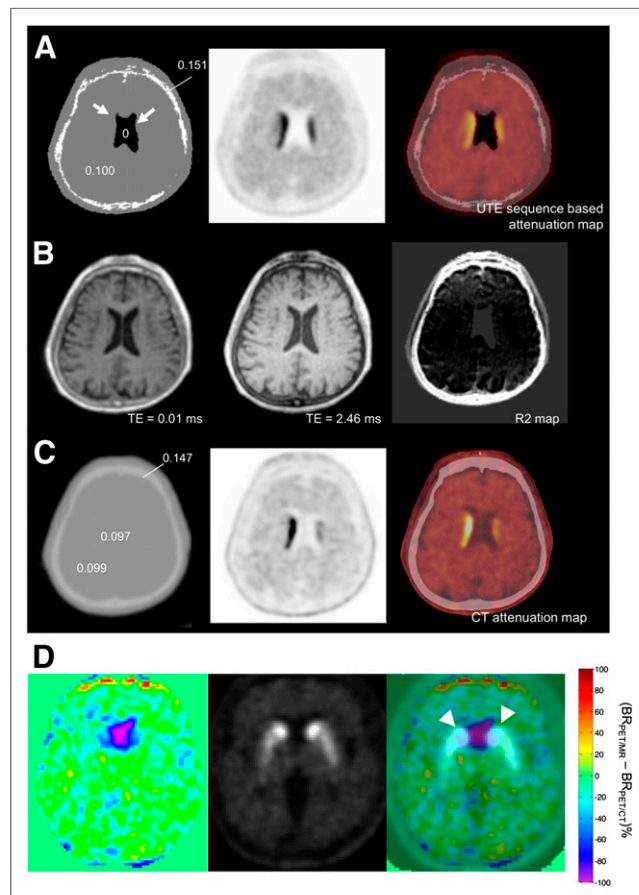 A
0.151
0
0.100
UTE sequence based
attenuation map
B
TE = 0.01 ms
TE = 2.46 ms
R2 map
C
0.147
0.097
0.099
CT attenuation map
D
100
80
60
40
20
0
-20
-40
-60
-80
-100
(BRPET/MR – BRPET/CT)%